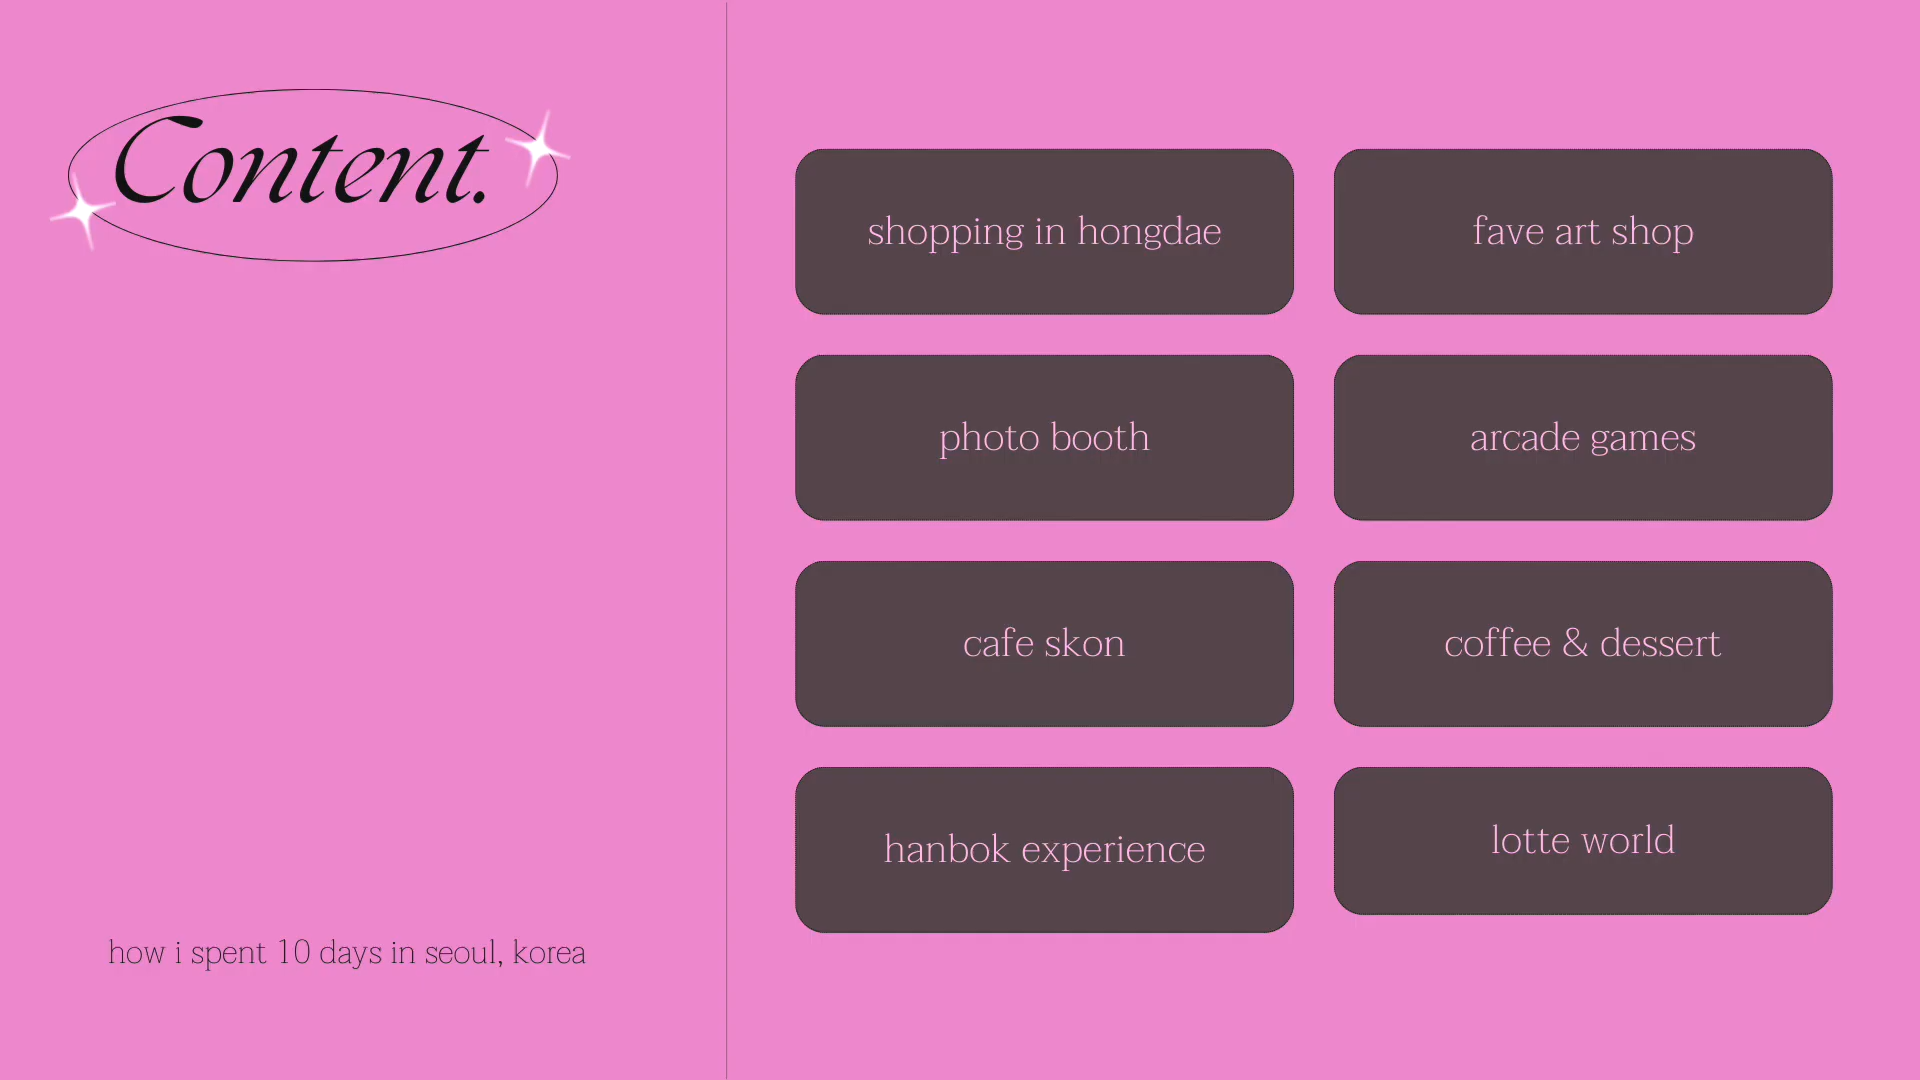 Content.
how i spent 10 days in seoul, korea
shopping in hongdae
fave art shop
photo booth
arcade games
cafe skon
coffee & dessert
hanbok experience
lotte world